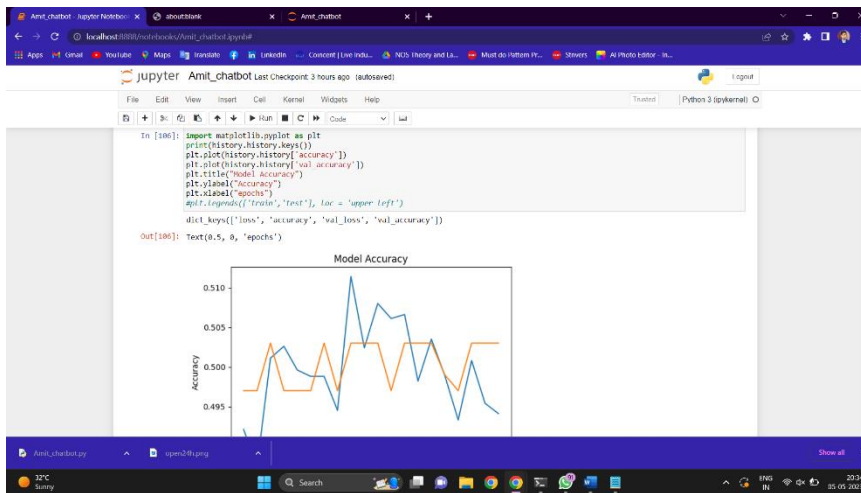 Amit_chatbot - Jupyter Notebook
about:blank
Amit_chatbot
localhost:8888/notebooks/Amit_chatbot.ipynb#
Apps
Gmail
YouTube
Maps
Translate
LinkedIn
Concent | Live Indu...
NOS Theory and La...
Must do Pattern Pr...
Strivers
AI Photo Editor - In...
jupyter Amit_chatbot Last Checkpoint: 3 hours ago (autosaved)
Logout
File Edit View Insert Cell Kernel Widgets Help
Trusted
Python 3 (ipykernel)
Run
Code
In [106]: import matplotlib.pyplot as plt
print(history.history.keys())
plt.plot(history.history['accuracy'])
plt.plot(history.history['val_accuracy'])
plt.title("Model Accuracy")
plt.ylabel("Accuracy")
plt.xlabel("epochs")
#plt.legends(['train','test'], loc = 'upper left')
dict_keys(['loss', 'accuracy', 'val_loss', 'val_accuracy'])
Out[106]: Text(0.5, 0, 'epochs')
Model Accuracy
0.510
0.505
0.500
0.495
Accuracy
Amit_chatbot.py
open24h.png
Show all
32°C
Sunny
Search
ENG
IN